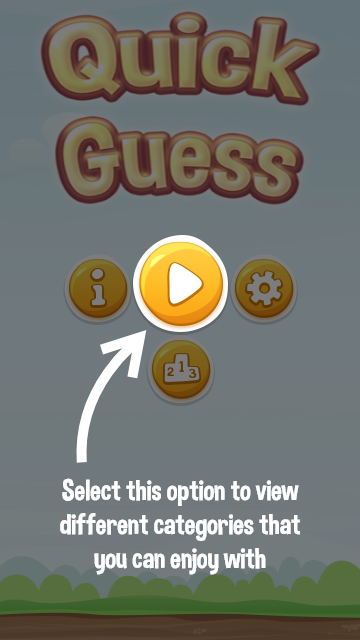 Quick
Guess
i
1
2 3
Select this option to view
different categories that
you can enjoy with